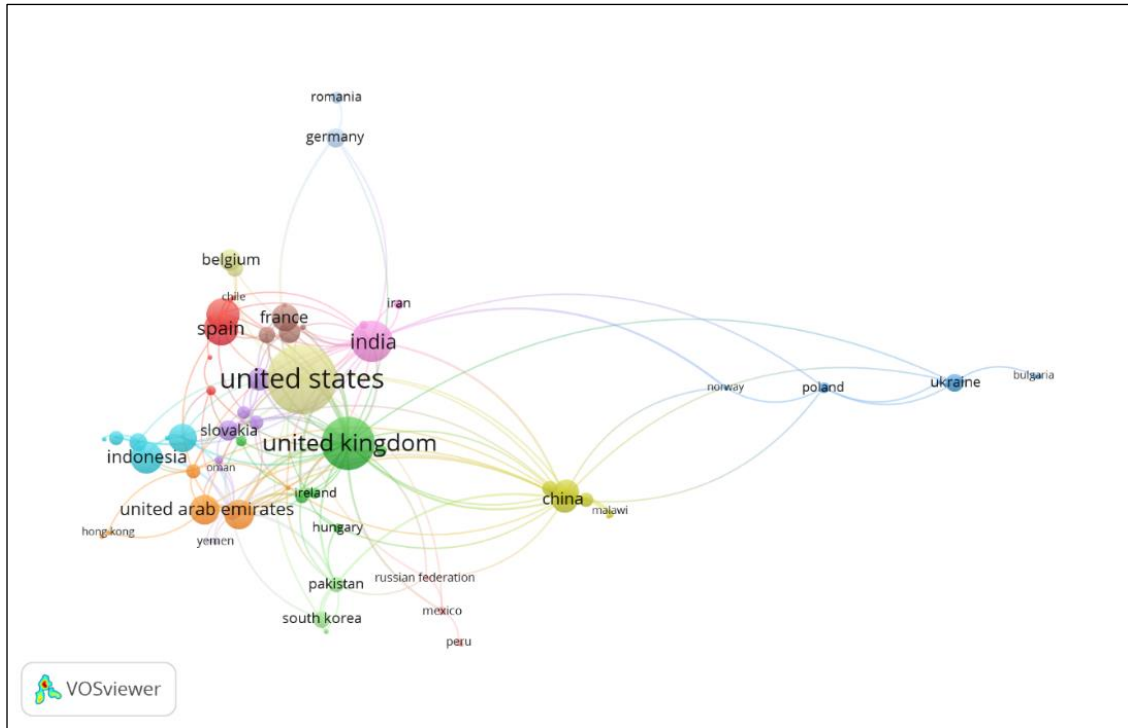 romania
germany
belgium
chile
iran
spain
france
india
united states
norway
poland
ukraine
bulgaria
slovakia
united kingdom
indonesia
oman
ireland
china
malawi
united arab emirates
hong kong
yemen
hungary
russian federation
pakistan
mexico
south korea
peru
VOSviewer